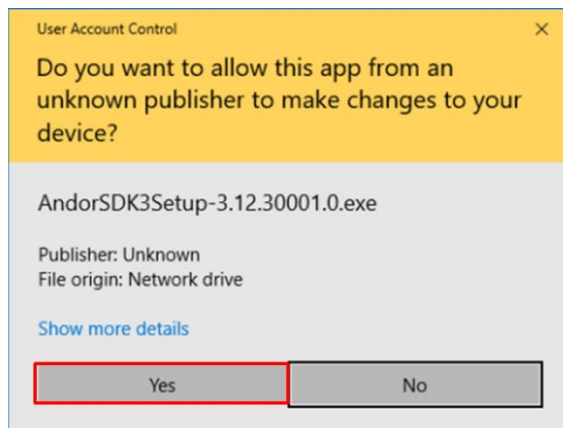 User Account Control
Do you want to allow this app from an
unknown publisher to make changes to your
device?
AndorSDK3Setup-3.12.30001.0.exe
Publisher: Unknown
File origin: Network drive
Show more details
Yes
No